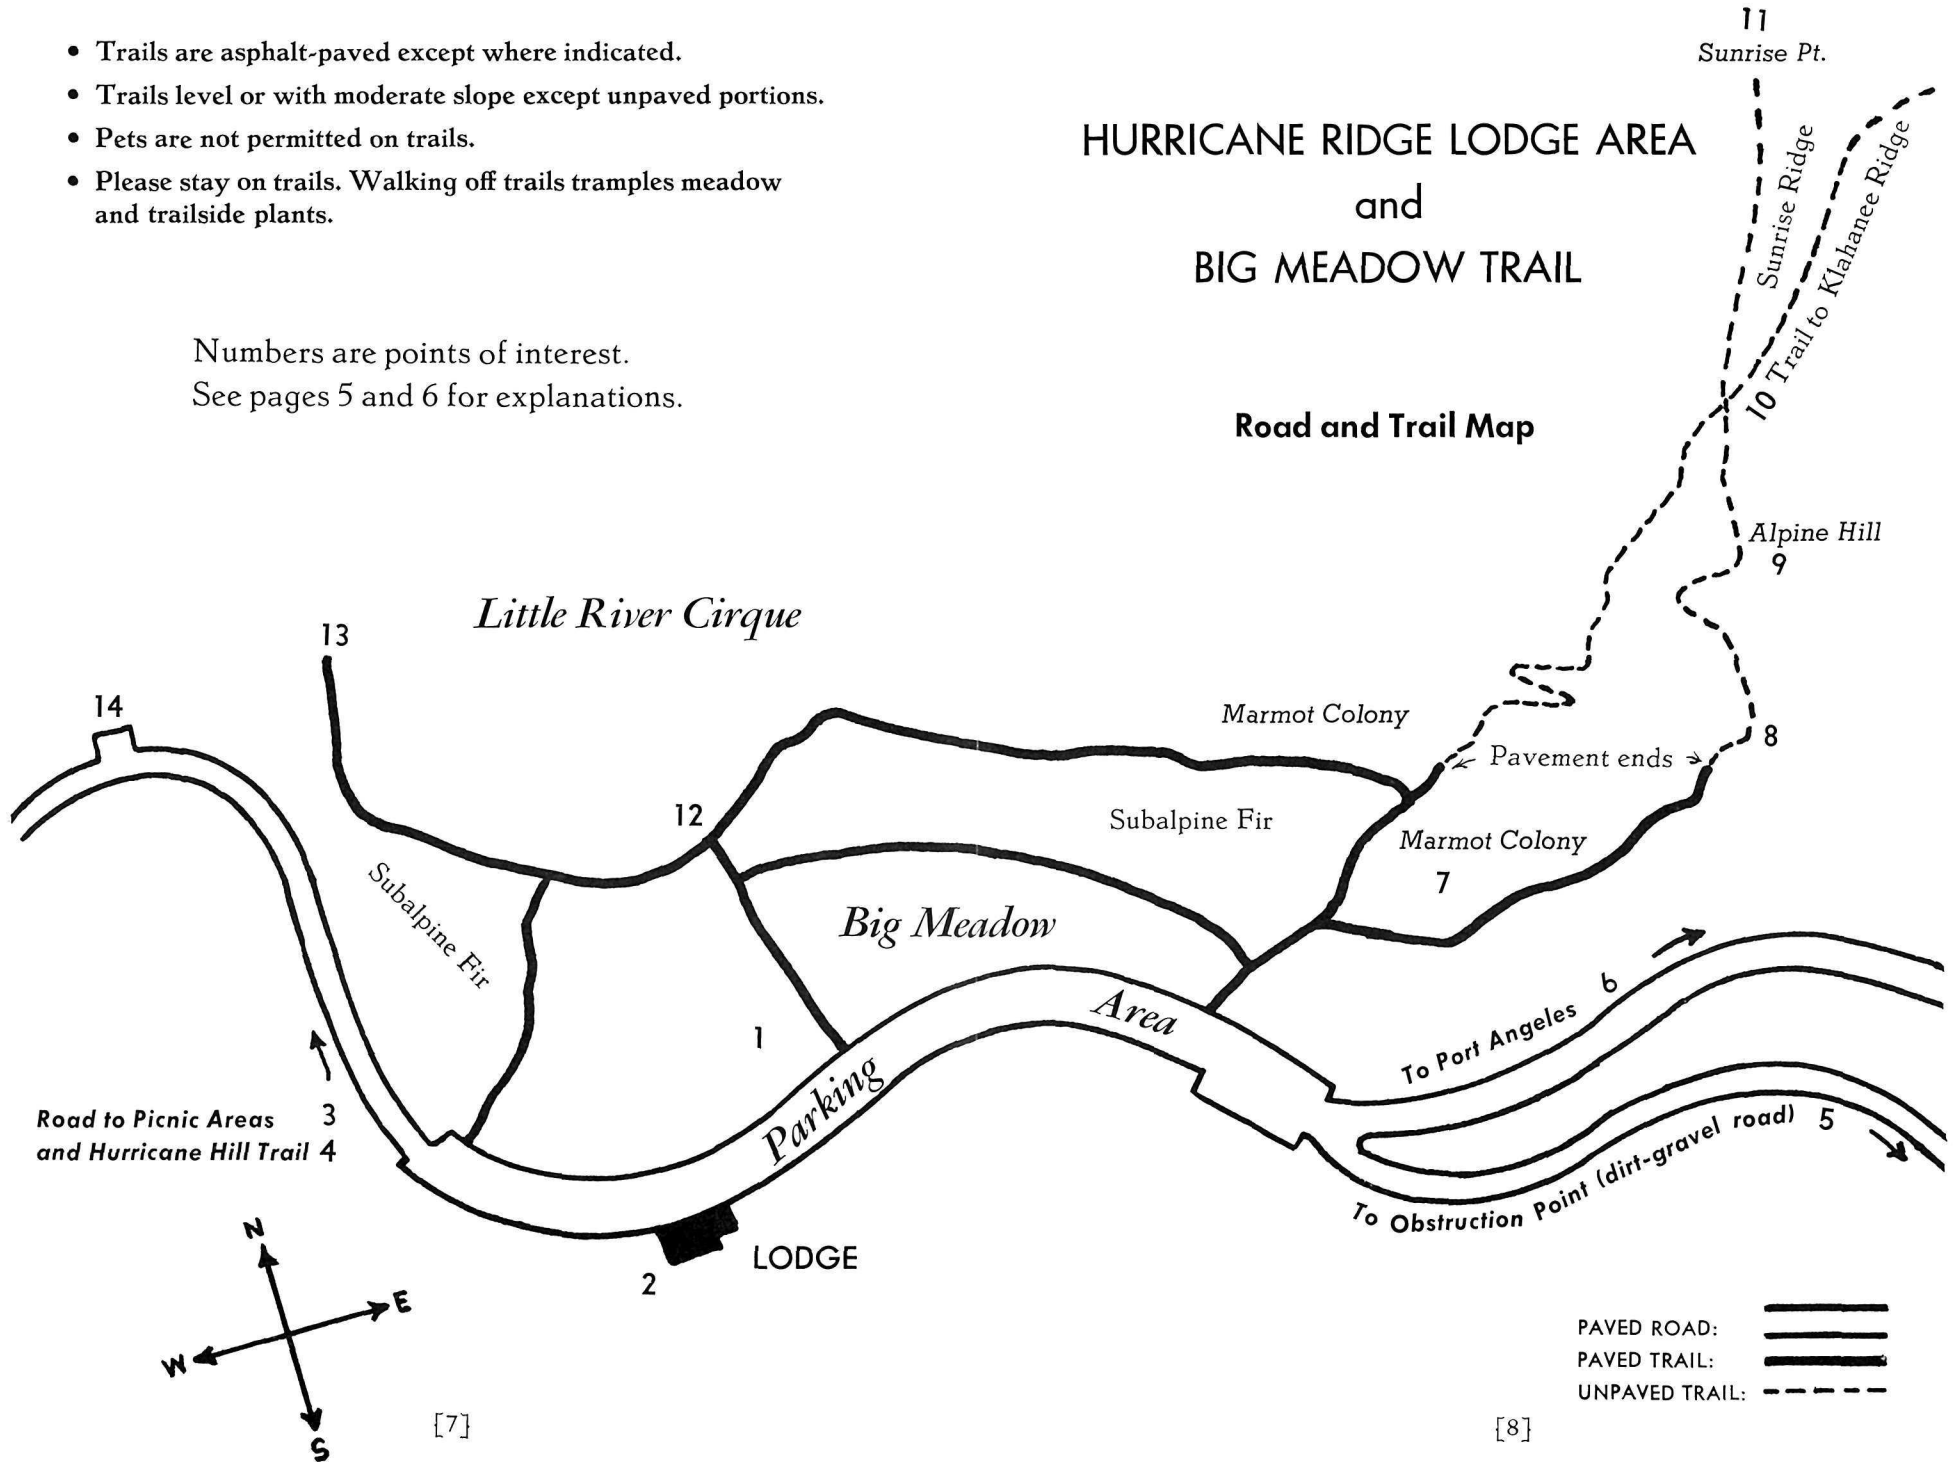 • Trails are asphalt-paved except where indicated.
• Trails level or with moderate slope except unpaved portions.
• Pets are not permitted on trails.
• Please stay on trails. Walking off trails tramples meadow
and trailside plants.
Numbers are points of interest.
See pages 5 and 6 for explanations.
HURRICANE RIDGE LODGE AREA
and
BIG MEADOW TRAIL
Road and Trail Map
11
Sunrise Pt.
Sunrise Ridge
Trail to Klahanee Ridge
10
Alpine Hill
9
Little River Cirque
13
14
Marmot Colony
Pavement ends
8
12
Subalpine Fir
Marmot Colony
7
Subalpine Fir
Big Meadow
1
Parking Area
6
To Port Angeles
To Obstruction Point (dirt-gravel road)
5
Road to Picnic Areas 3
and Hurricane Hill Trail 4
LODGE
2
N
E
W
S
PAVED ROAD:
PAVED TRAIL:
UNPAVED TRAIL:
[7]
[8]